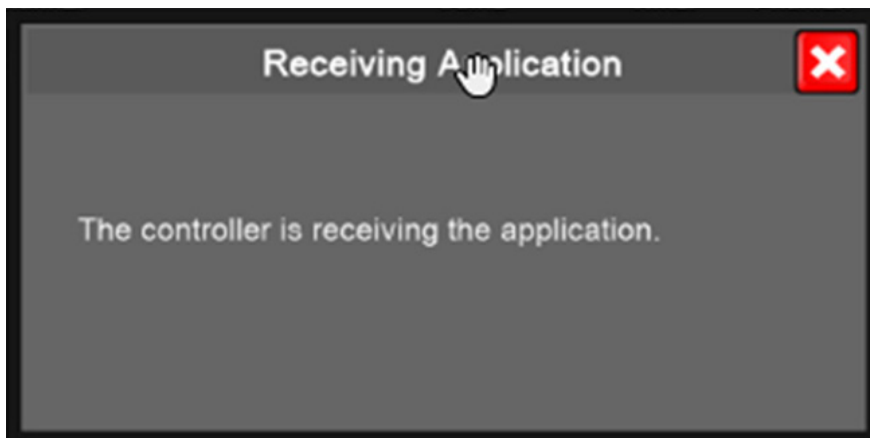 Receiving Application
The controller is receiving the application.